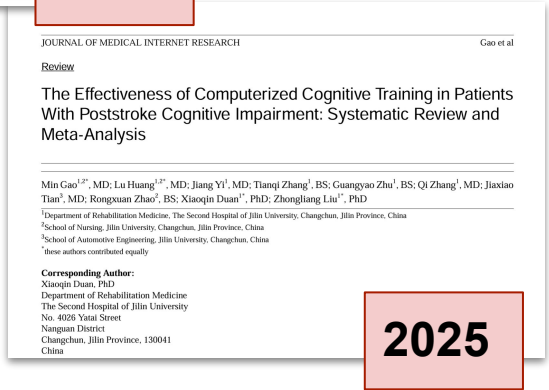 JOURNAL OF MEDICAL INTERNET RESEARCH Gao et al
Review
The Effectiveness of Computerized Cognitive Training in Patients
With Poststroke Cognitive Impairment: Systematic Review and
Meta-Analysis
Min Gao1,2*, MD; Lu Huang1,2*, MD; Jiang Yi1, MD; Tianqi Zhang1, BS; Guangyao Zhu1, BS; Qi Zhang1, MD; Jiaxiao
Tian3, MD; Rongxuan Zhao2, BS; Xiaoqin Duan1*, PhD; Zhongliang Liu1*, PhD
1Department of Rehabilitation Medicine, The Second Hospital of Jilin University, Changchun, Jilin Province, China
2School of Nursing, Jilin University, Changchun, Jilin Province, China
3School of Automotive Engineering, Jilin University, Changchun, China
*these authors contributed equally
Corresponding Author:
Xiaoqin Duan, PhD
Department of Rehabilitation Medicine
The Second Hospital of Jilin University
No. 4026 Yatai Street
Nanguan District
Changchun, Jilin Province, 130041
China
2025